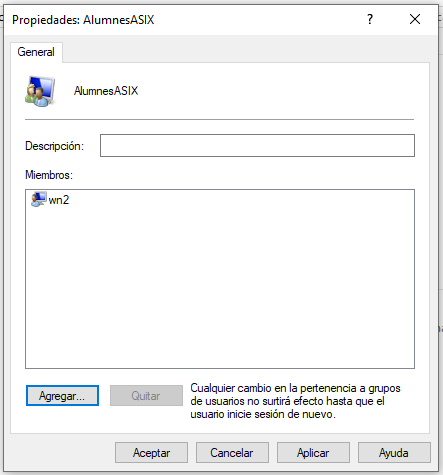 Propiedades: AlumnesASIX
?
General
AlumnesASIX
Descripción:
Miembros:
wn2
Agregar...
Quitar
Cualquier cambio en la pertenencia a grupos
de usuarios no surtirá efecto hasta que el
usuario inicie sesión de nuevo.
Aceptar
Cancelar
Aplicar
Ayuda